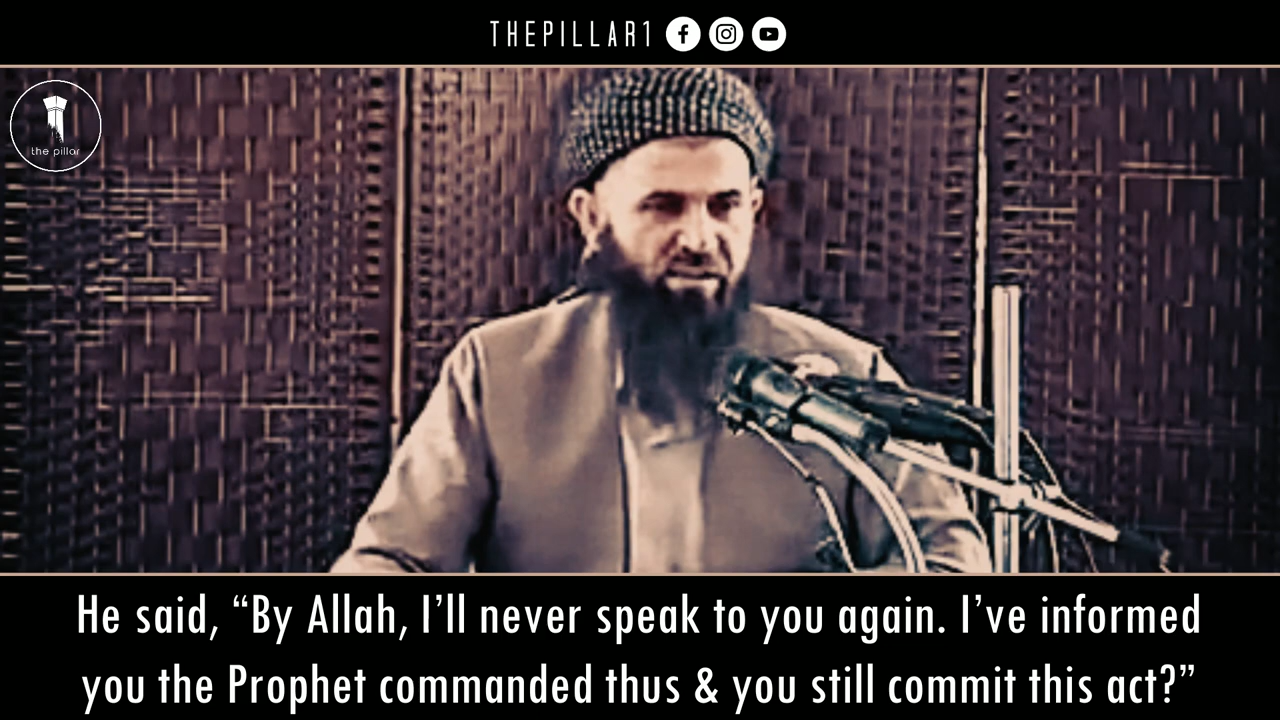 THEPILLAR1
the pillar
He said, “By Allah, I’ll never speak to you again. I’ve informed
you the Prophet commanded thus & you still commit this act?”